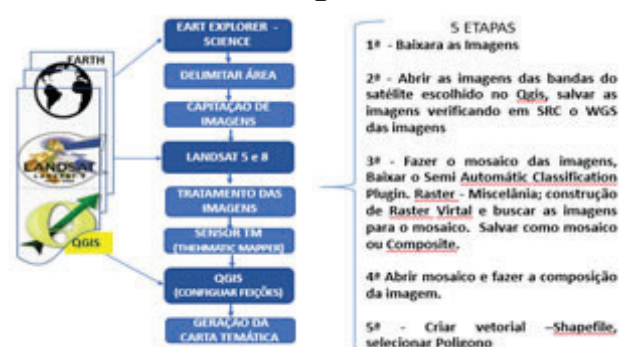 EARTH
LANDSAT
QGIS
EART EXPLORER -
SCIENCE
DELIMITAR ÁREA
CAPITAÇÃO DE
IMAGENS
LANDSAT 5 e 8
TRATAMENTO DAS
IMAGENS
SENSOR TM
(THEHMATIC MAPPER)
QGIS
(CONFIGUAR FEIÇÕES)
GERAÇÃO DA
CARTA TEMÁTICA
5 ETAPAS
1ª - Baixara as Imagens
2ª - Abrir as imagens das bandas do
satélite escolhido no Qgis, salvar as
imagens verificando em SRC o WGS
das imagens
3ª - Fazer o mosaico das imagens,
Baixar o Semi Automátic Classification
Plugin. Raster - Miscelânia; construção
de Raster Virtal e buscar as imagens
para o mosaico. Salvar como mosaico
ou Composite.
4ª Abrir mosaico e fazer a composição
da imagem.
5ª - Criar vetorial –Shapefile,
selecionar Poligono